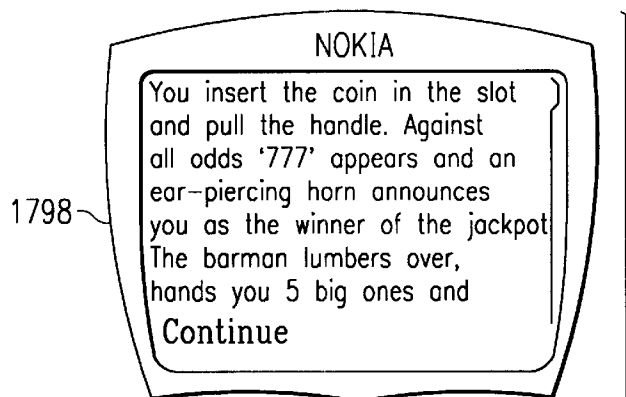 NOKIA
You insert the coin in the slot
and pull the handle. Against
all odds '777' appears and an
ear-piercing horn announces
you as the winner of the jackpot
The barman lumbers over,
hands you 5 big ones and
Continue
1798